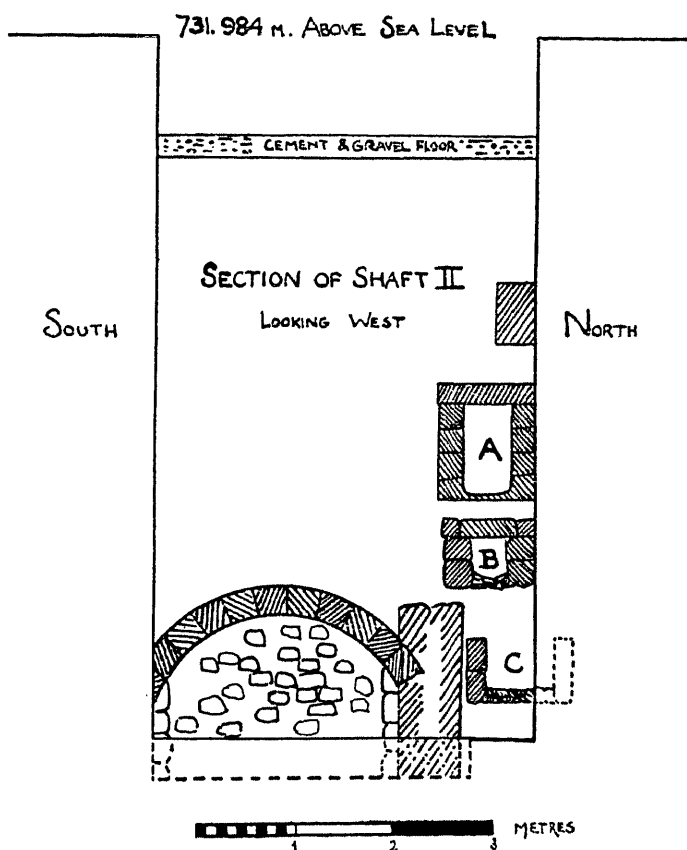 731.984 M. ABOVE SEA LEVEL
CEMENT & GRAVEL FLOOR
SECTION OF SHAFT II
LOOKING WEST
SOUTH
NORTH
A
B
C
METRES
1 2 3